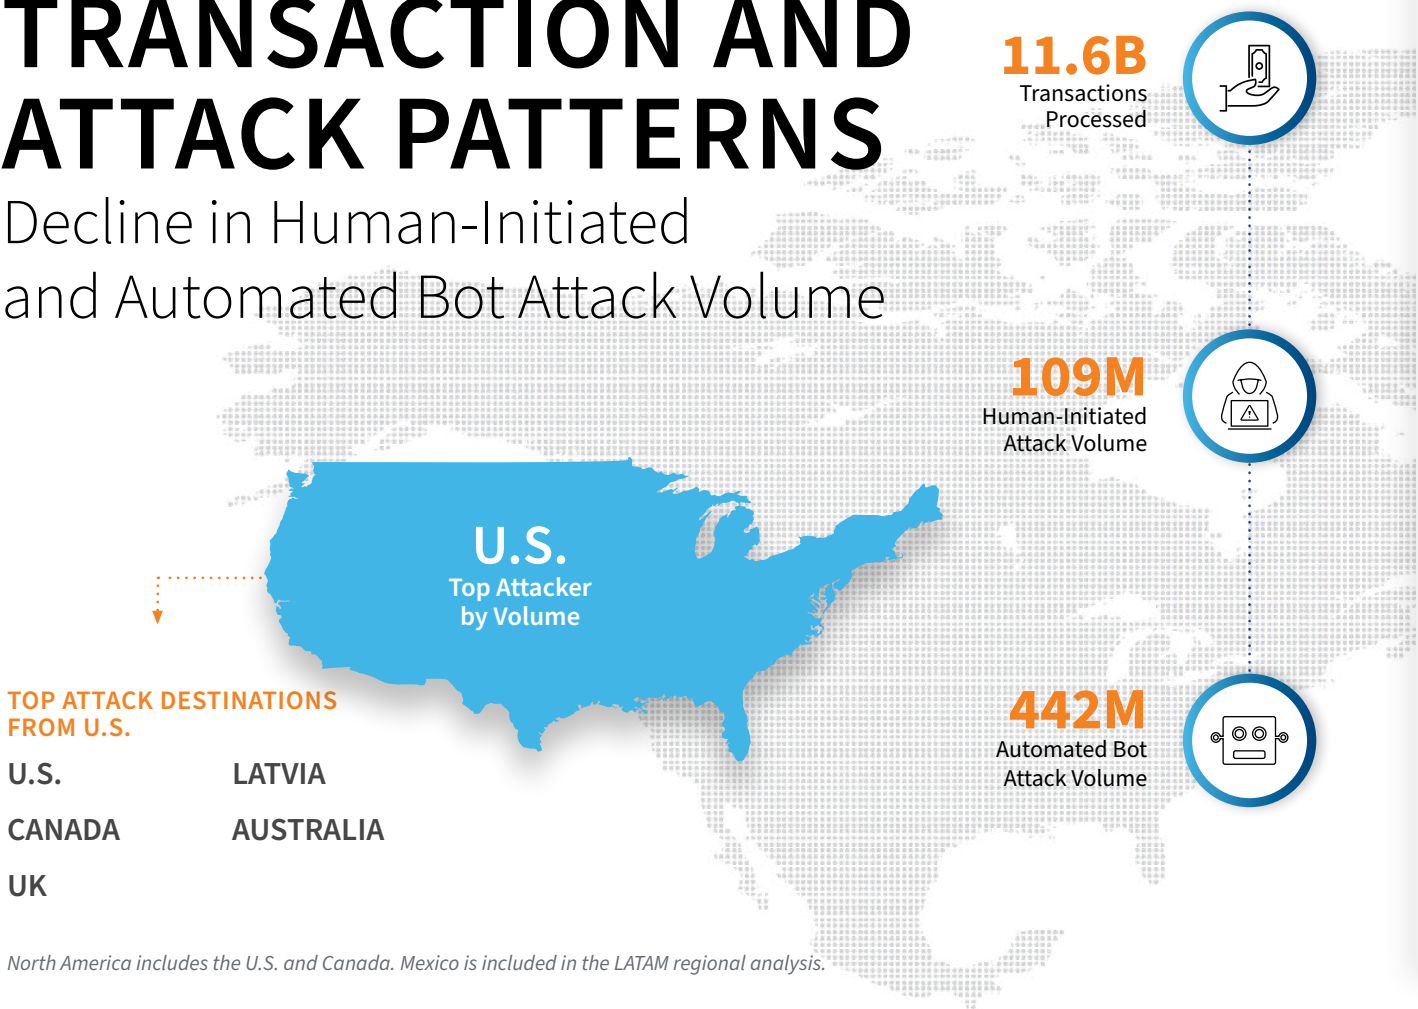 TRANSACTION AND
ATTACK PATTERNS
Decline in Human-Initiated
and Automated Bot Attack Volume
11.6B
Transactions
Processed
109M
Human-Initiated
Attack Volume
442M
Automated Bot
Attack Volume
U.S.
Top Attacker
by Volume
TOP ATTACK DESTINATIONS
FROM U.S.
U.S.
CANADA
UK
LATVIA
AUSTRALIA
North America includes the U.S. and Canada. Mexico is included in the LATAM regional analysis.